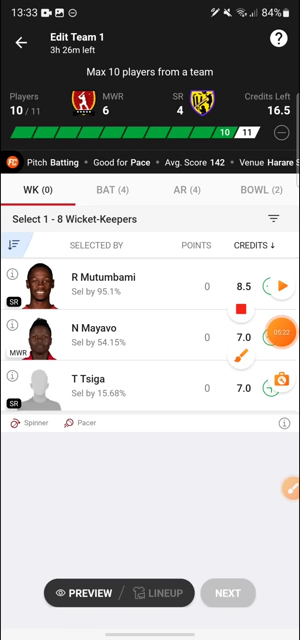 13:33
84%
Edit Team 1
3h 26m left
?
Max 10 players from a team
Players
MWR
SR
Credits Left
10 / 11
6
4
16.5
10
11
FC
Pitch Batting • Good for Pace • Avg. Score 142 • Venue Harare S
WK (0)
BAT (4)
AR (4)
BOWL (2)
Select 1 - 8 Wicket-Keepers
SELECTED BY
POINTS
CREDITS ↓
R Mutumbami
Sel by 95.1%
0
8.5
SR
N Mayavo
Sel by 54.15%
0
7.0
MWR
05:22
T Tsiga
Sel by 15.68%
0
7.0
SR
Spinner
Pacer
PREVIEW / LINEUP
NEXT